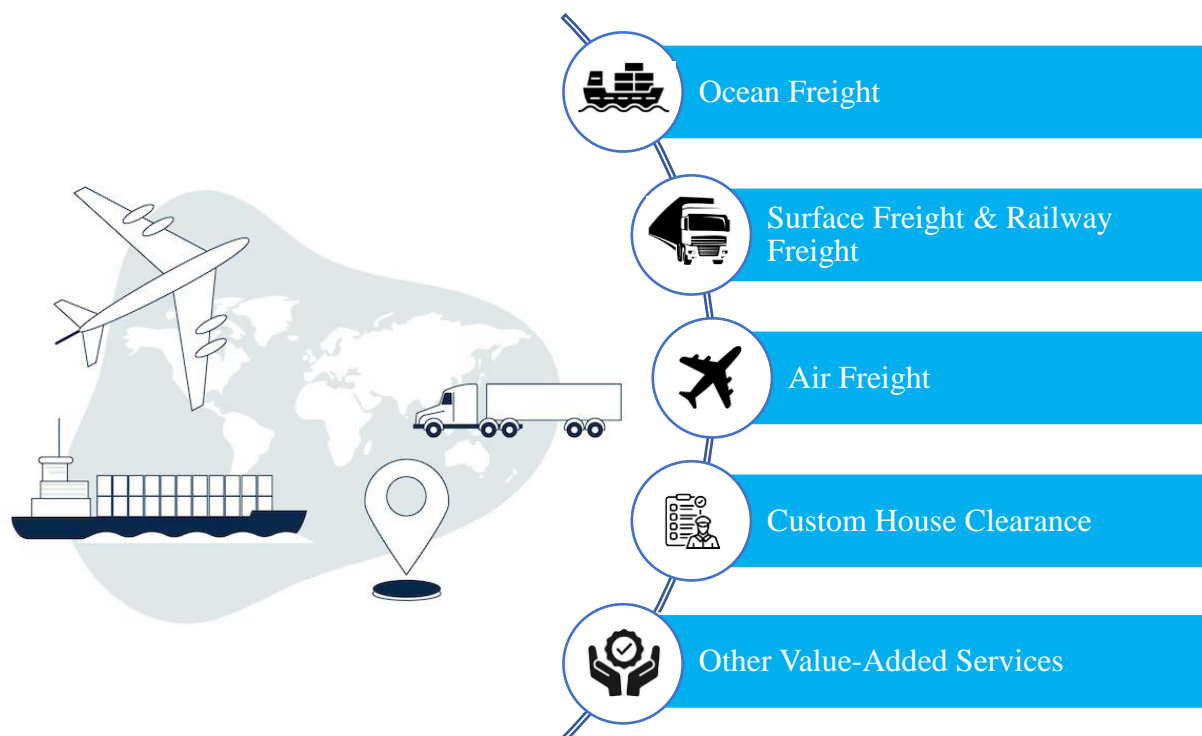 Ocean Freight
Surface Freight & Railway
Freight
Air Freight
Custom House Clearance
Other Value-Added Services